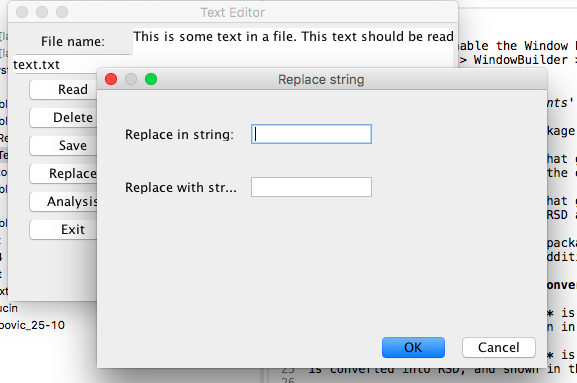 Text Editor
File name:
This is some text in a file. This text should be read
text.txt
Read
Delete
Save
Replace
Analysis
Exit
Replace string
Replace in string:
Replace with str...
OK
Cancel
able the Window
> WindowBuilder >
nts'
kage
hat
the
hat
RSD
packa
dditi
onver
* is
n in
* is
25 is converted into RSD, and shown in th
26
ucin
bovic_25-10